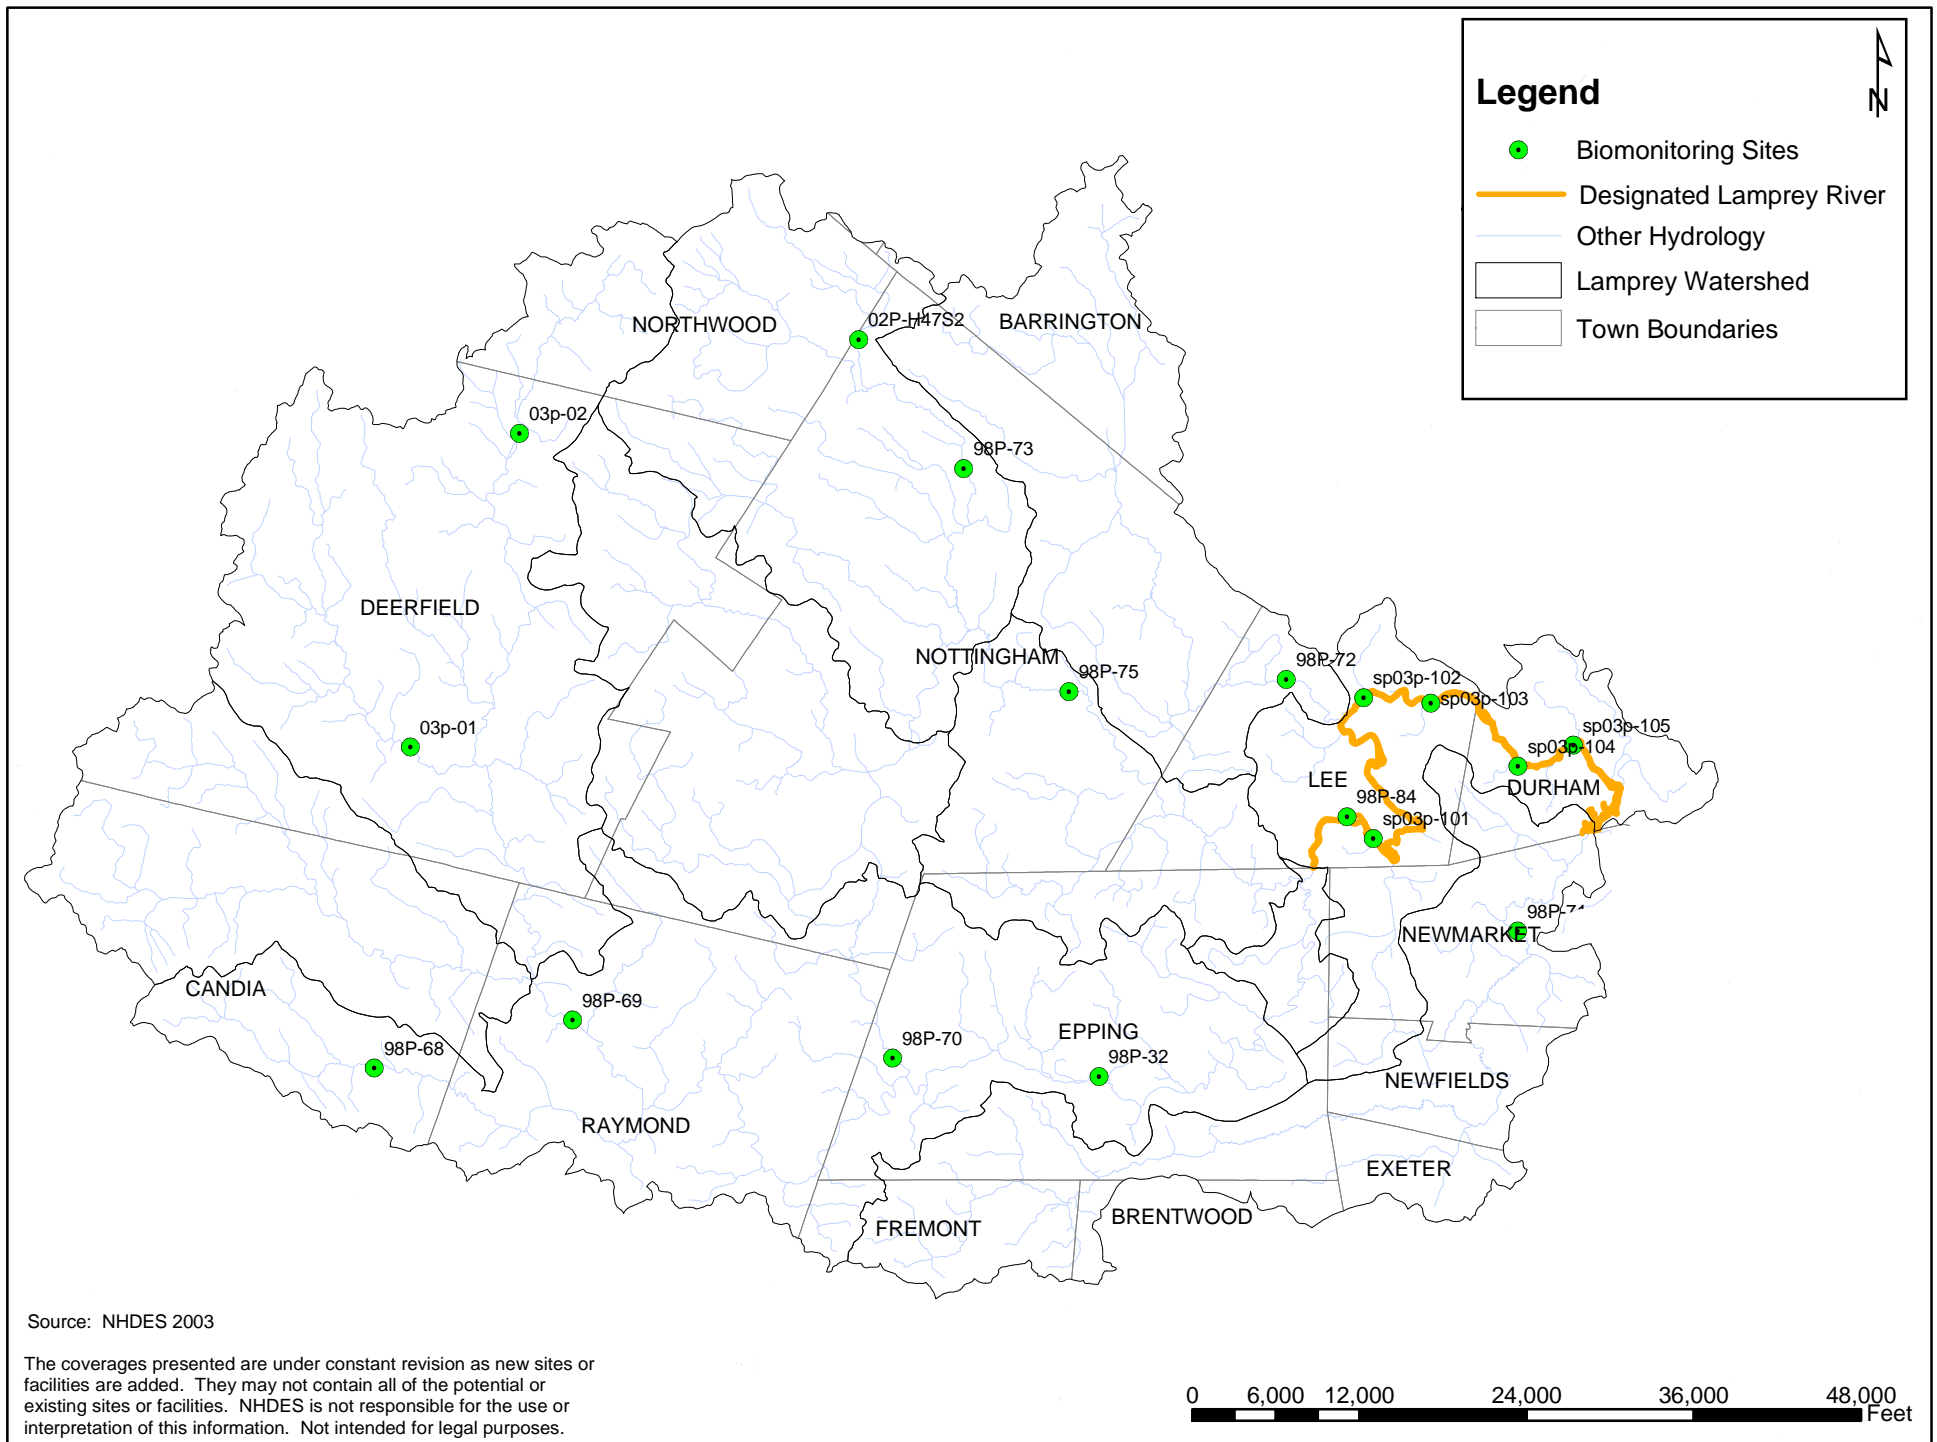 Legend
N
Biomonitoring Sites
Designated Lamprey River
Other Hydrology
Lamprey Watershed
Town Boundaries
NORTHWOOD
02P-H47S2
BARRINGTON
03p-02
98P-73
DEERFIELD
NOTTINGHAM
98P-75
98P-72
sp03p-102
sp03p-103
03p-01
sp03p-105
sp03p-104
LEE
DURHAM
98P-84
sp03p-101
98P-71
NEWMARKET
CANDIA
98P-69
98P-68
98P-70
EPPING
98P-32
NEWFIELDS
RAYMOND
EXETER
FREMONT
BRENTWOOD
Source: NHDES 2003
The coverages presented are under constant revision as new sites or
facilities are added. They may not contain all of the potential or
existing sites or facilities. NHDES is not responsible for the use or
interpretation of this information. Not intended for legal purposes.
0 6,000 12,000 24,000 36,000 48,000
Feet